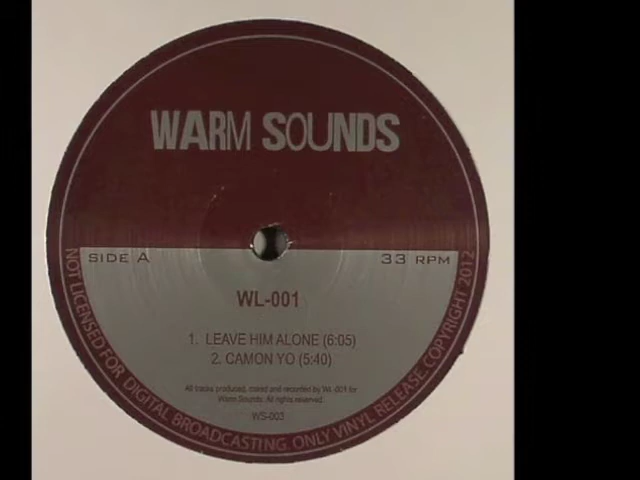 WARM SOUNDS
SIDE A
33 RPM
WL-001
1. LEAVE HIM ALONE (6:05)
2. CAMON YO (5:40)
All tracks produced, dated and recorded by WL-001 for
Warm Sounds. All rights reserved.
WS-003
NOT LICENSED FOR DIGITAL BROADCASTING. ONLY VINYL RELEASE. COPYRIGHT 2012